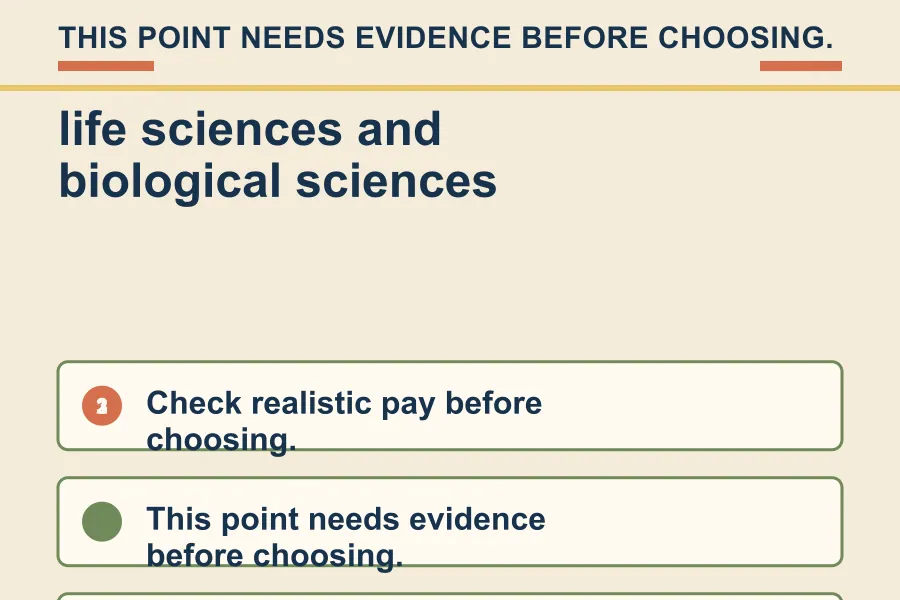 THIS POINT NEEDS EVIDENCE BEFORE CHOOSING.
life sciences and
biological sciences
Check realistic pay before
choosing.
This point needs evidence
before choosing.